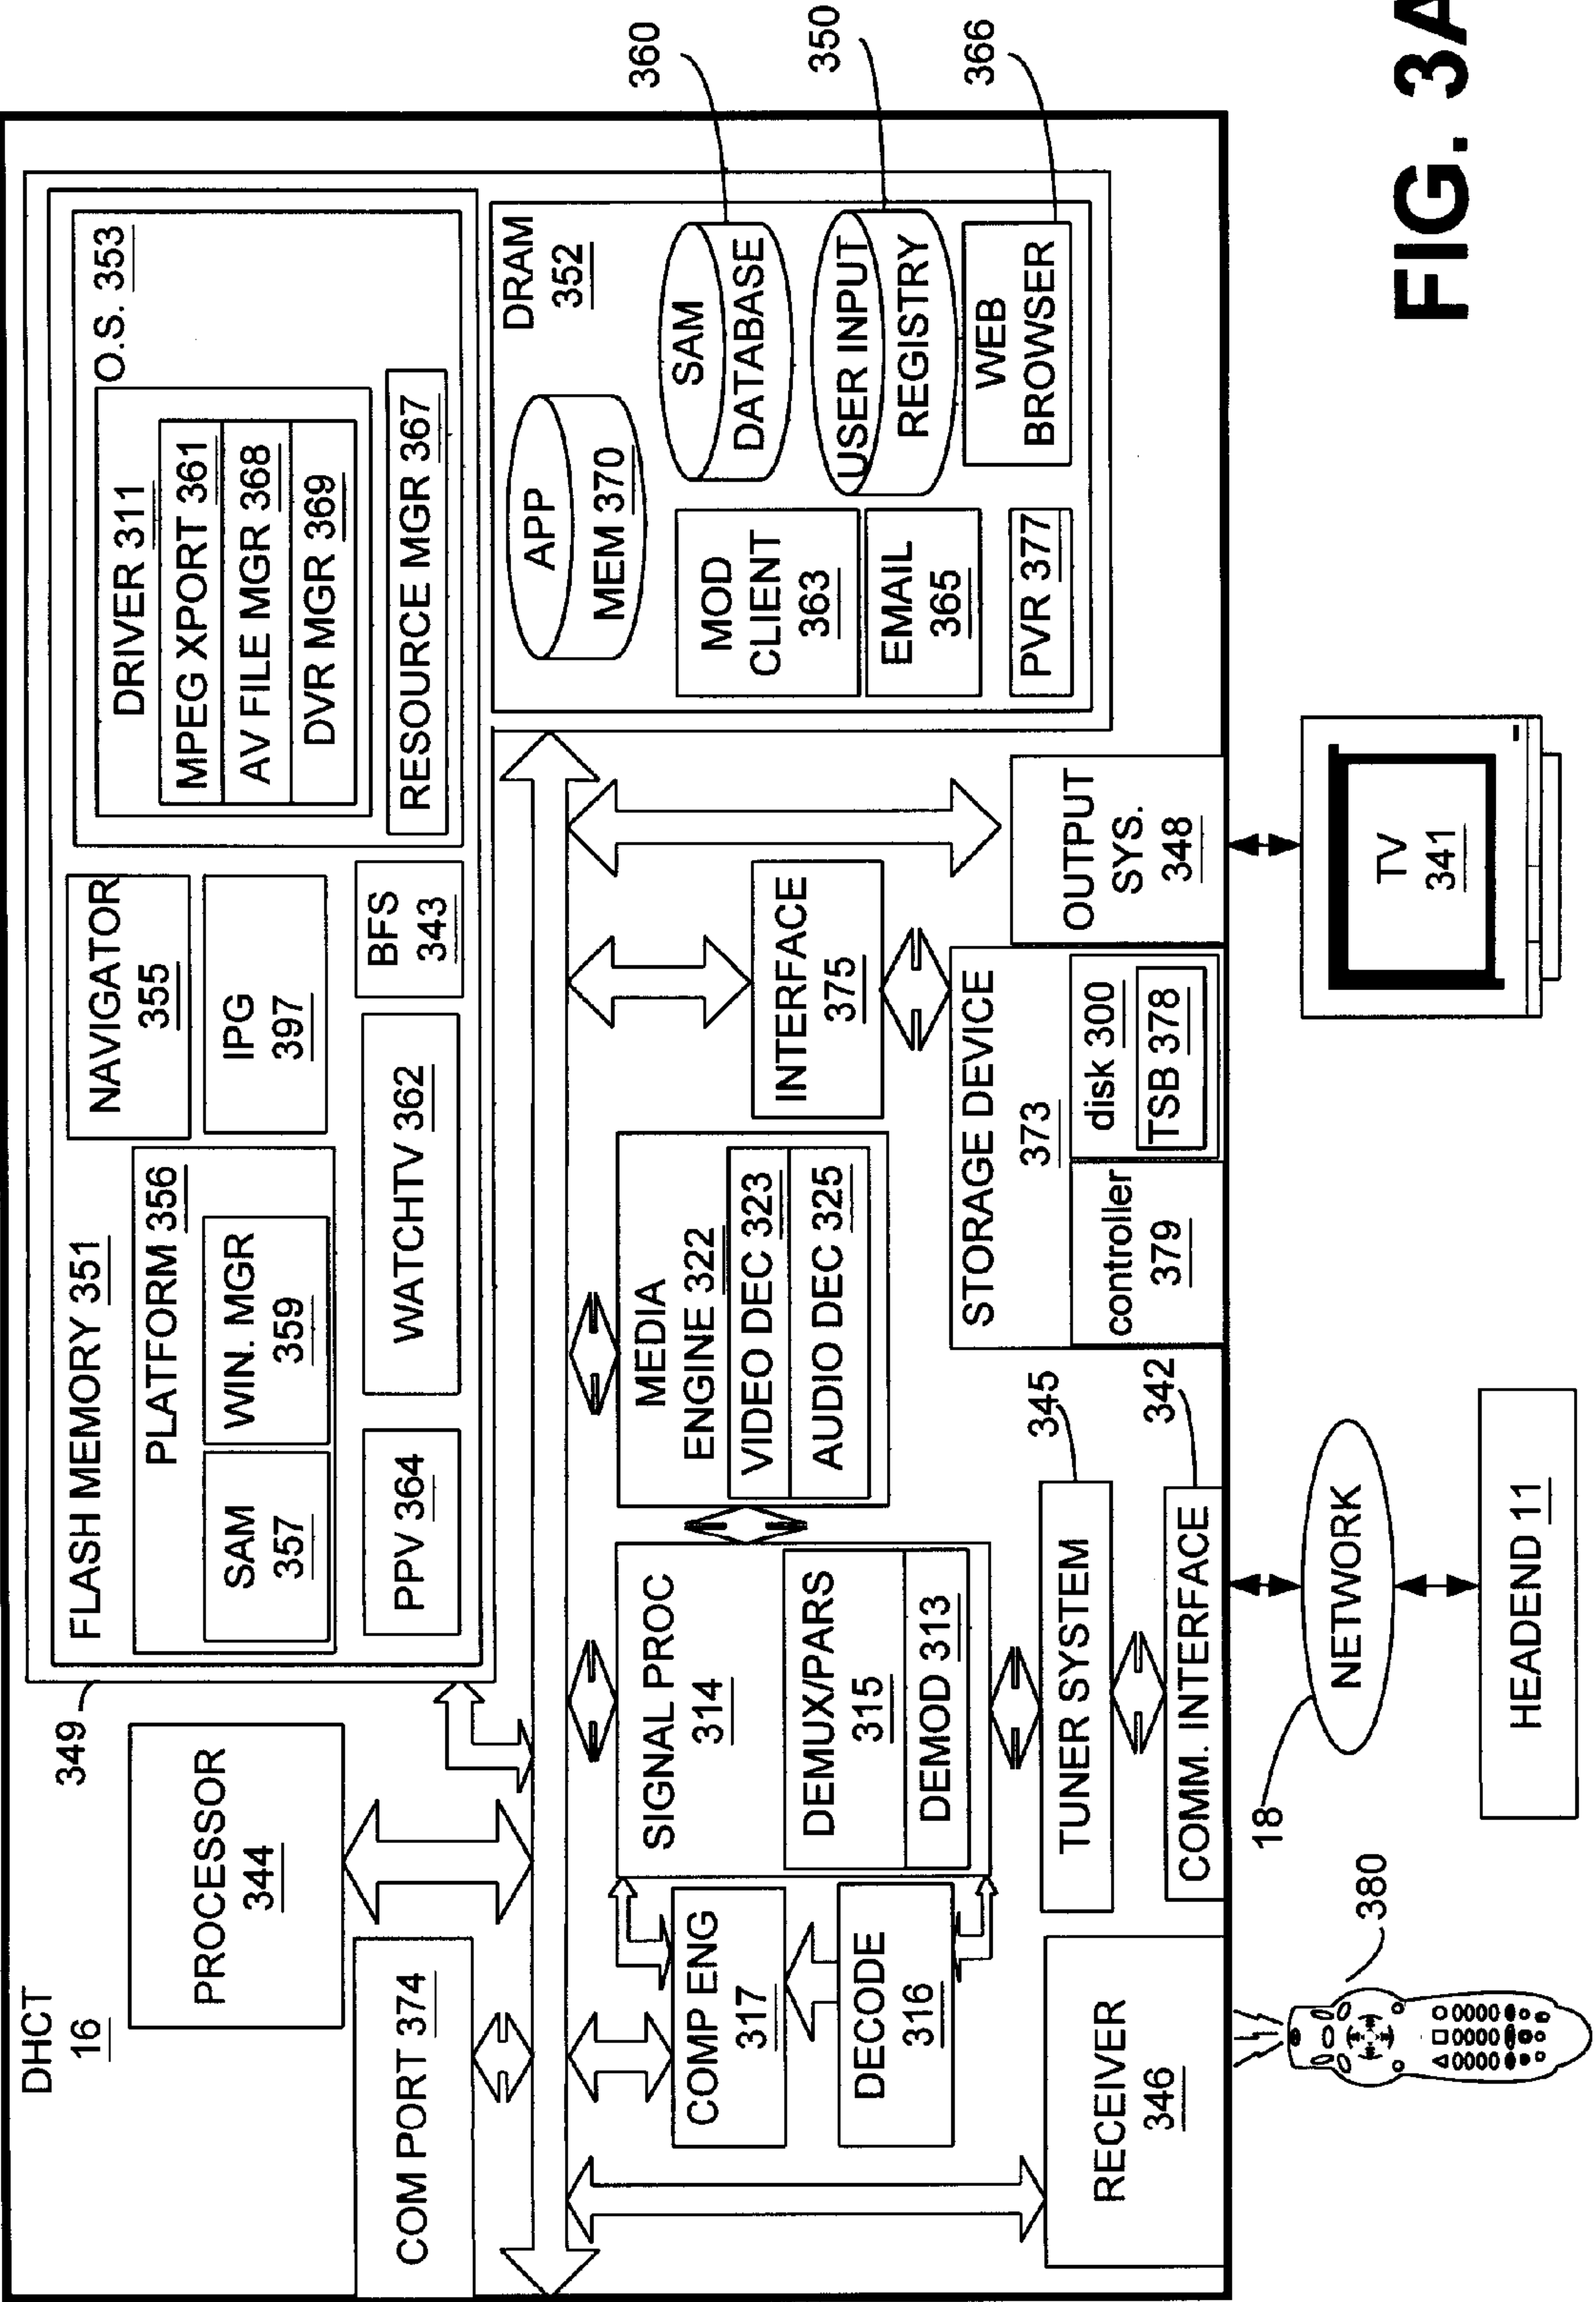 DHCT
16
PROCESSOR
344
349
COM PORT 374
FLASH MEMORY 351
PLATFORM 356
SAM
357
WIN. MGR
359
PPV 364
WATCHTV 362
NAVIGATOR
355
IPG
397
BFS
343
O.S. 353
DRIVER 311
MPEG XPORT 361
AV FILE MGR 368
DVR MGR 369
RESOURCE MGR 367
DRAM
352
APP
MEM 370
SAM
DATABASE
360
USER INPUT
REGISTRY
350
WEB
BROWSER
366
MOD
CLIENT
363
EMAIL
365
PVR 377
COMP ENG
317
DECODE
316
SIGNAL PROC
314
DEMUX/PARS
315
DEMOD 313
MEDIA
ENGINE 322
VIDEO DEC 323
AUDIO DEC 325
INTERFACE
375
STORAGE DEVICE
373
controller
379
disk 300
TSB 378
OUTPUT
SYS.
348
TUNER SYSTEM
345
COMM. INTERFACE
342
RECEIVER
346
380
18
NETWORK
HEADEND 11
TV
341
FIG. 3A